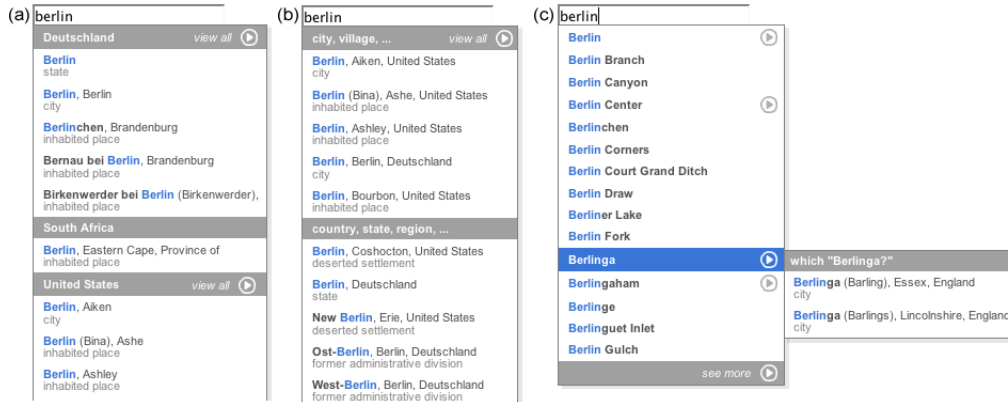 (a) berlin
Deutschland view all
Berlin
state
Berlin, Berlin
city
Berlinchen, Brandenburg
inhabited place
Bernau bei Berlin, Brandenburg
inhabited place
Birkenwerder bei Berlin (Birkenwerder),
inhabited place
South Africa
Berlin, Eastern Cape, Province of
inhabited place
United States view all
Berlin, Aiken
city
Berlin (Bina), Ashe
inhabited place
Berlin, Ashley
inhabited place
(b) berlin
city, village, ... view all
Berlin, Aiken, United States
city
Berlin (Bina), Ashe, United States
inhabited place
Berlin, Ashley, United States
inhabited place
Berlin, Berlin, Deutschland
city
Berlin, Bourbon, United States
inhabited place
country, state, region, ...
Berlin, Coshocton, United States
deserted settlement
Berlin, Deutschland
state
New Berlin, Erie, United States
deserted settlement
Ost-Berlin, Berlin, Deutschland
former administrative division
West-Berlin, Berlin, Deutschland
former administrative division
(c) berlin
Berlin
Berlin Branch
Berlin Canyon
Berlin Center
Berlinchen
Berlin Corners
Berlin Court Grand Ditch
Berlin Draw
Berliner Lake
Berlin Fork
Berlinga
Berlingaham
Berlinge
Berlinguet Inlet
Berlin Gulch
see more
which "Berlinga?"
Berlinga (Barling), Essex, England
city
Berlinga (Barlings), Lincolnshire, England
city